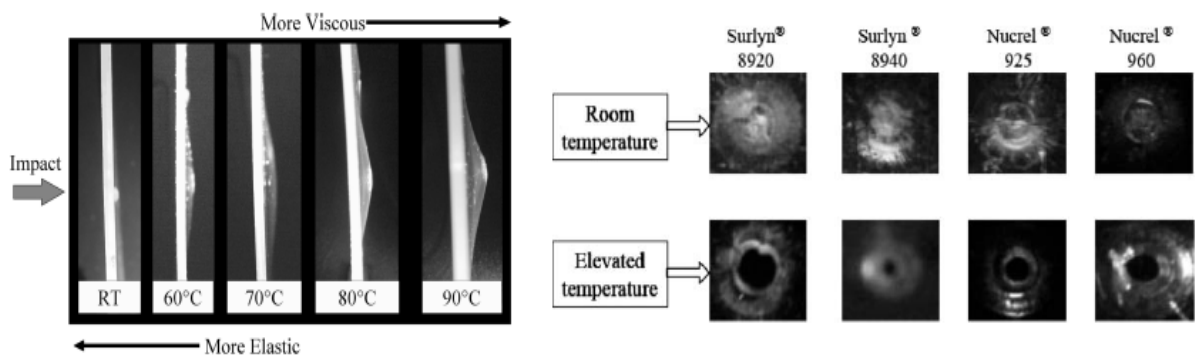 More Viscous
Impact
RT
60°C
70°C
80°C
90°C
More Elastic
Surlyn®
8920
Surlyn ®
8940
Nucrel ®
925
Nucrel ®
960
Room
temperature
Elevated
temperature